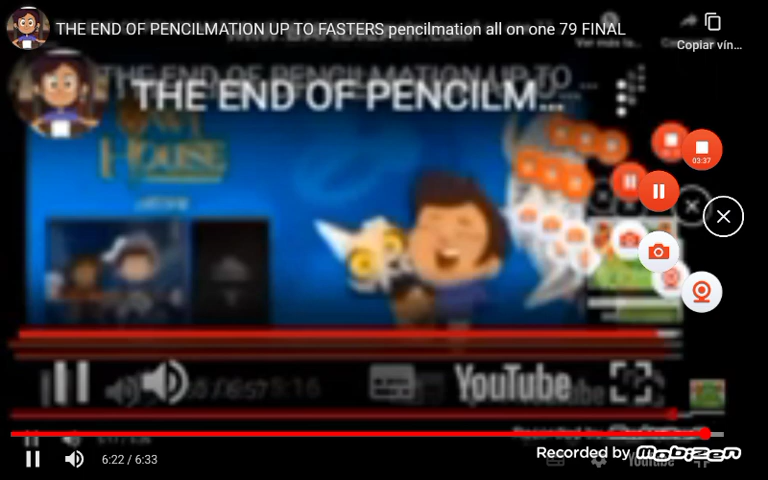 THE END OF PENCILMATION UP TO FASTERS pencilmation all on one 79 FINAL
Copiar vín...
THE END OF PENCILMATION UP TO ...
THE END OF PENCILM...
HOUSE
03:37
YouTube
Recorded by Mobizen
6:22 / 6:33
YouTube